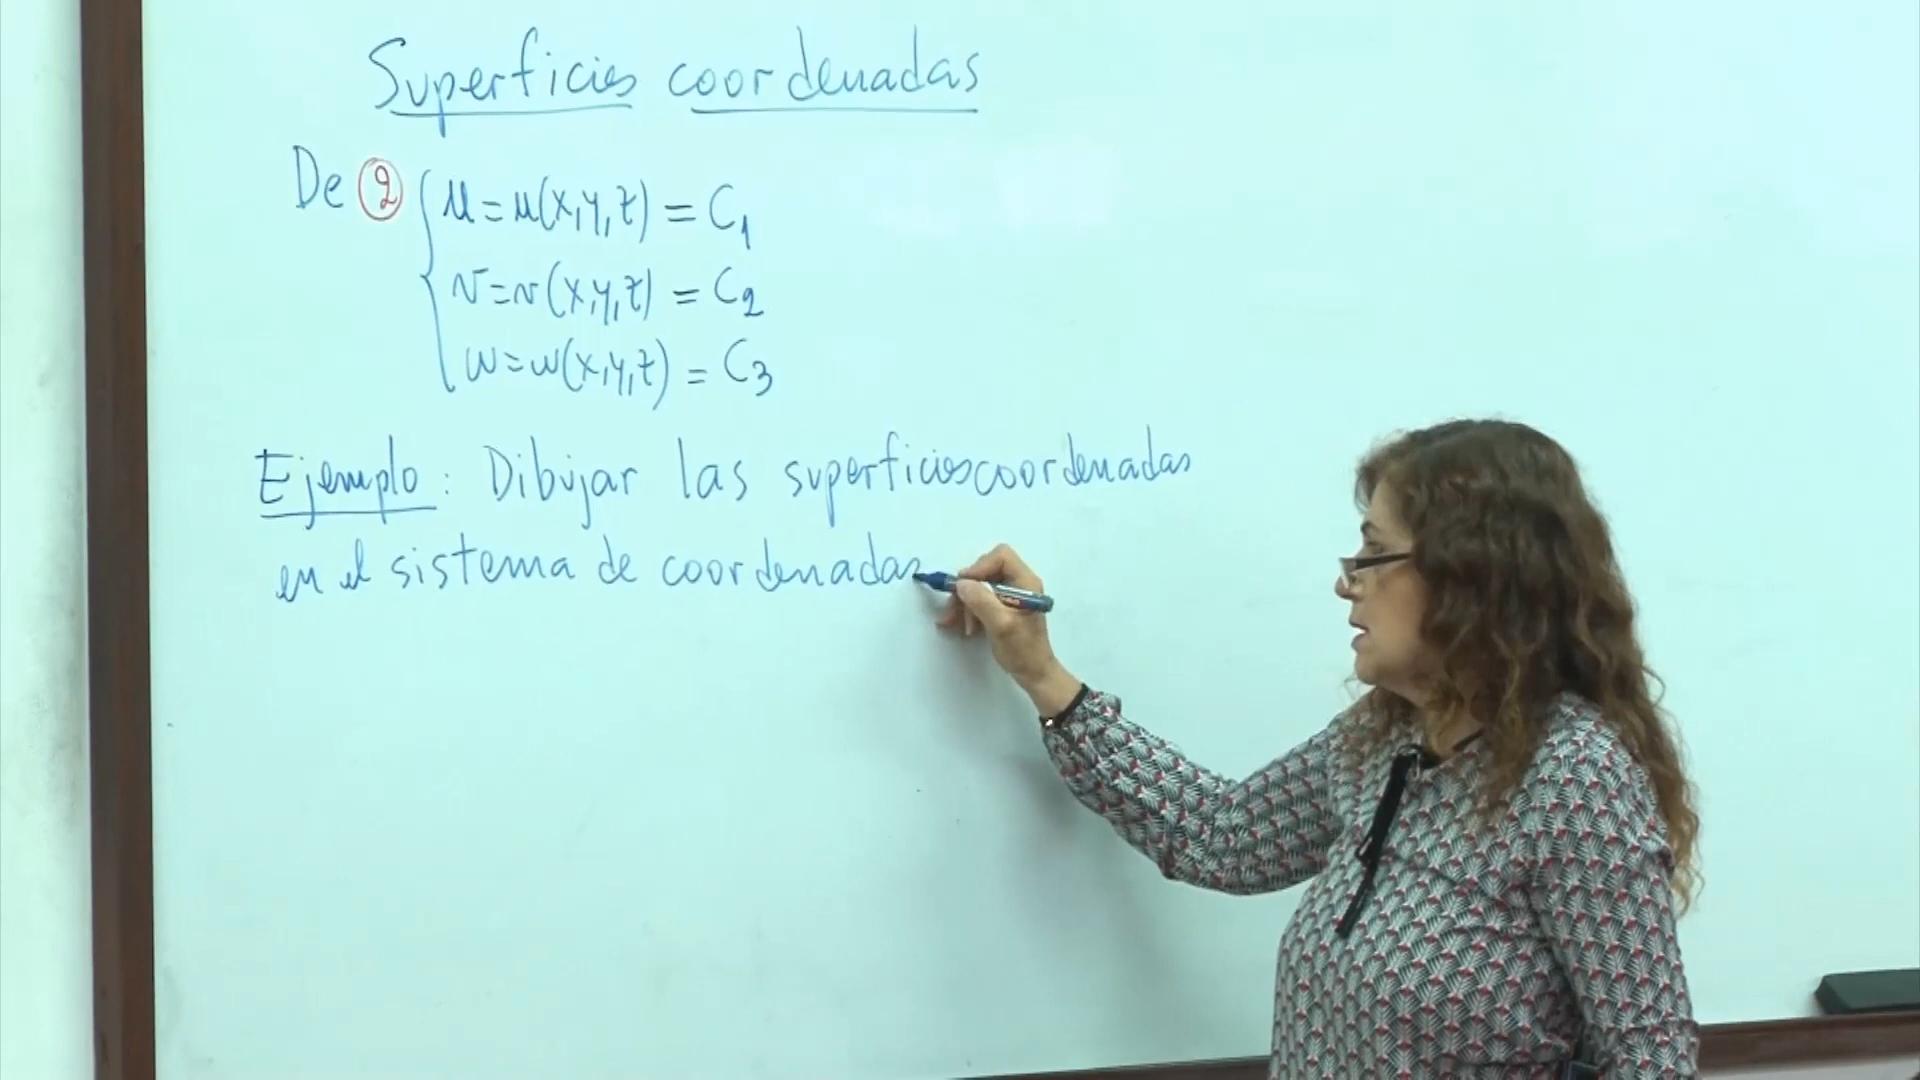 Superficies coordenadas
De ② u=u(x,y,z) = C₁
v=v(x,y,z) = C₂
w=w(x,y,z) = C₃
Ejemplo: Dibujar las superficies coordenadas
en el sistema de coordenadas